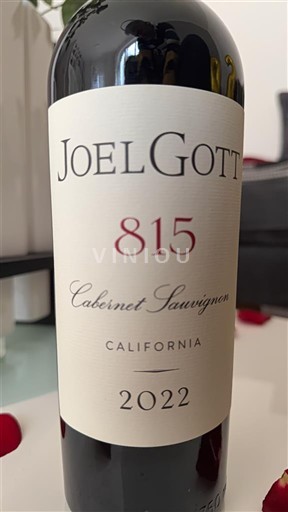 JOEL GOTT
815
VINIOU
Cabernet Sauvignon
CALIFORNIA
2022